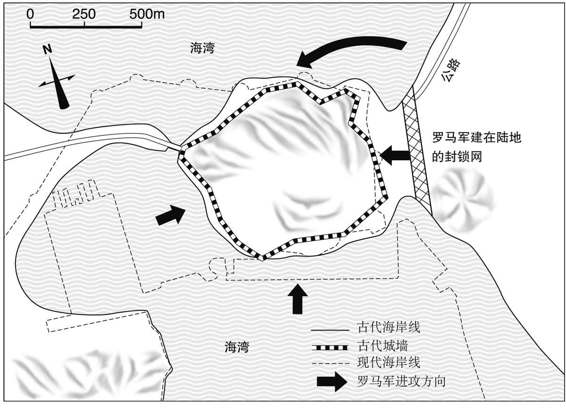 0 250 500m
N
海湾
公路
罗马军建在陆地
的封锁网
海湾
古代海岸线
古代城墙
现代海岸线
罗马军进攻方向